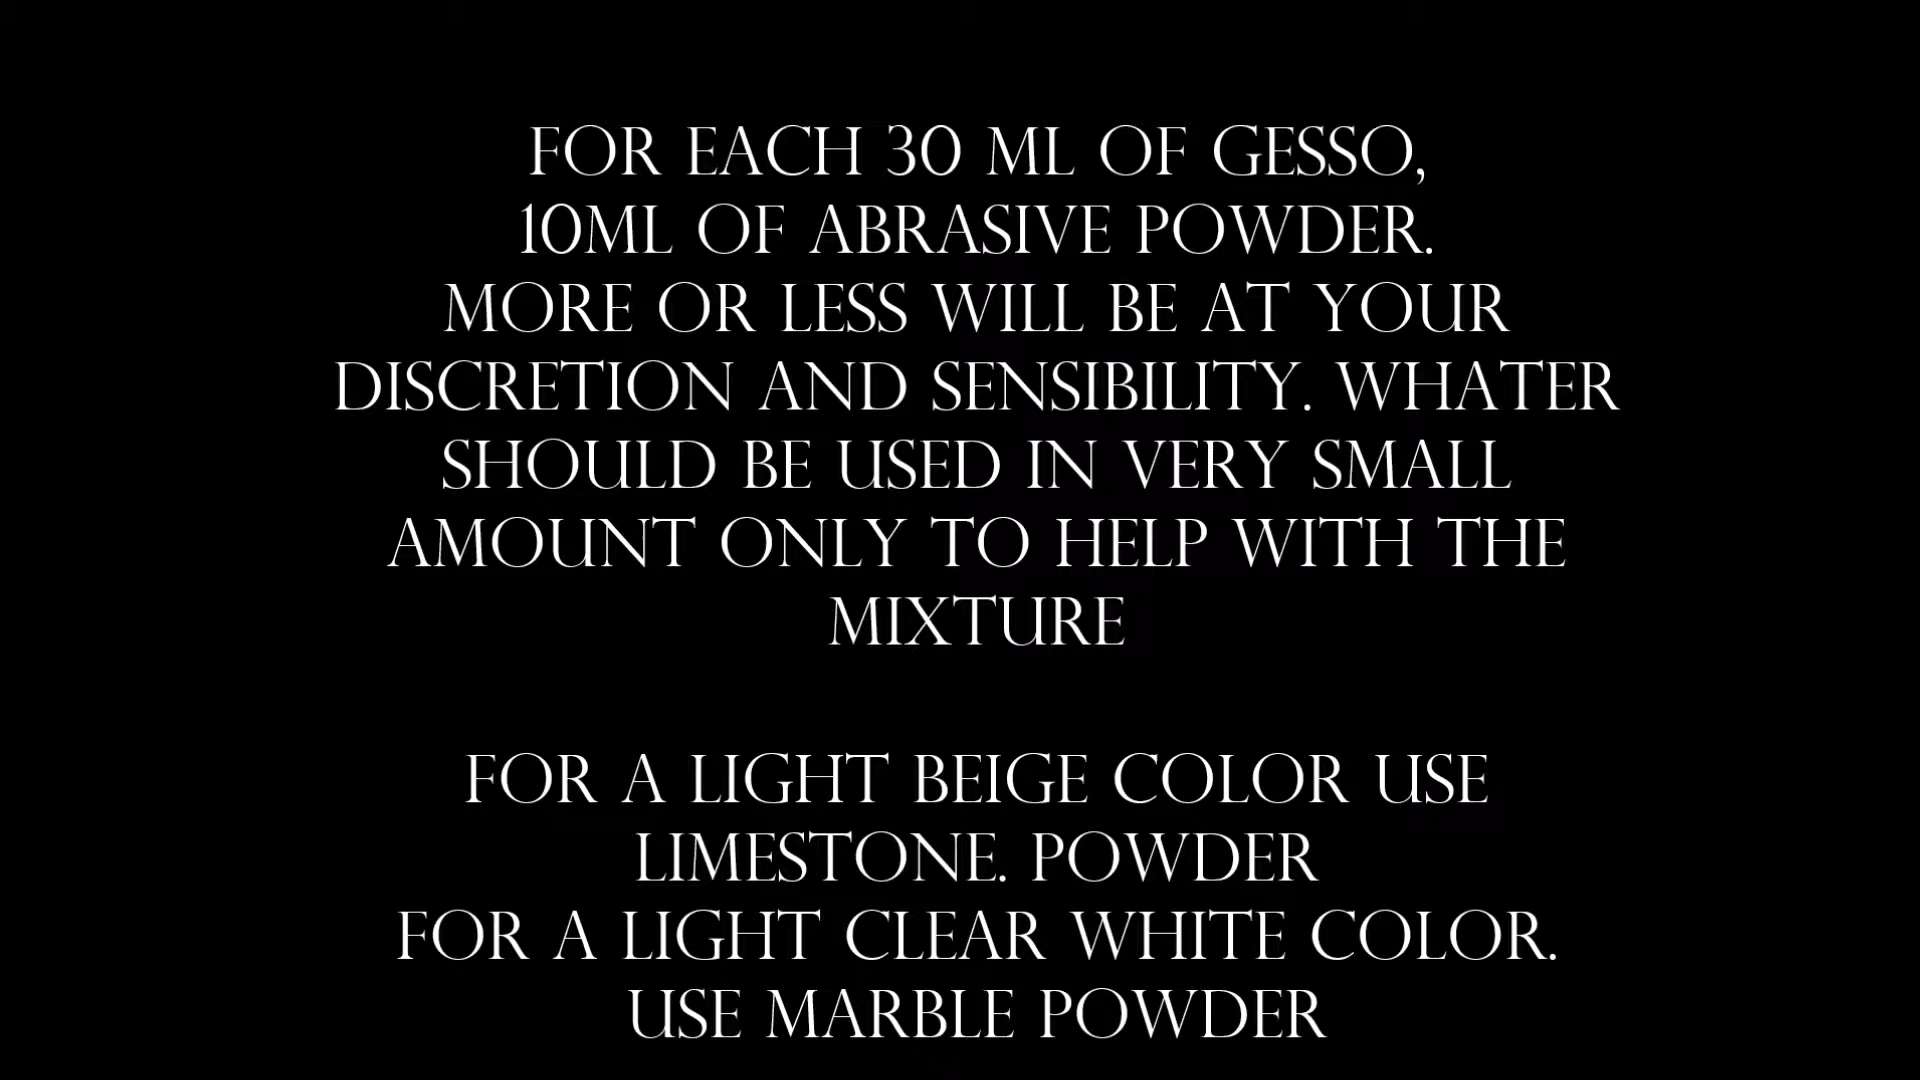 FOR EACH 30 ML OF GESSO,
10ML OF ABRASIVE POWDER.
MORE OR LESS WILL BE AT YOUR
DISCRETION AND SENSIBILITY. WHATER
SHOULD BE USED IN VERY SMALL
AMOUNT ONLY TO HELP WITH THE
MIXTURE
FOR A LIGHT BEIGE COLOR USE
LIMESTONE. POWDER
FOR A LIGHT CLEAR WHITE COLOR.
USE MARBLE POWDER